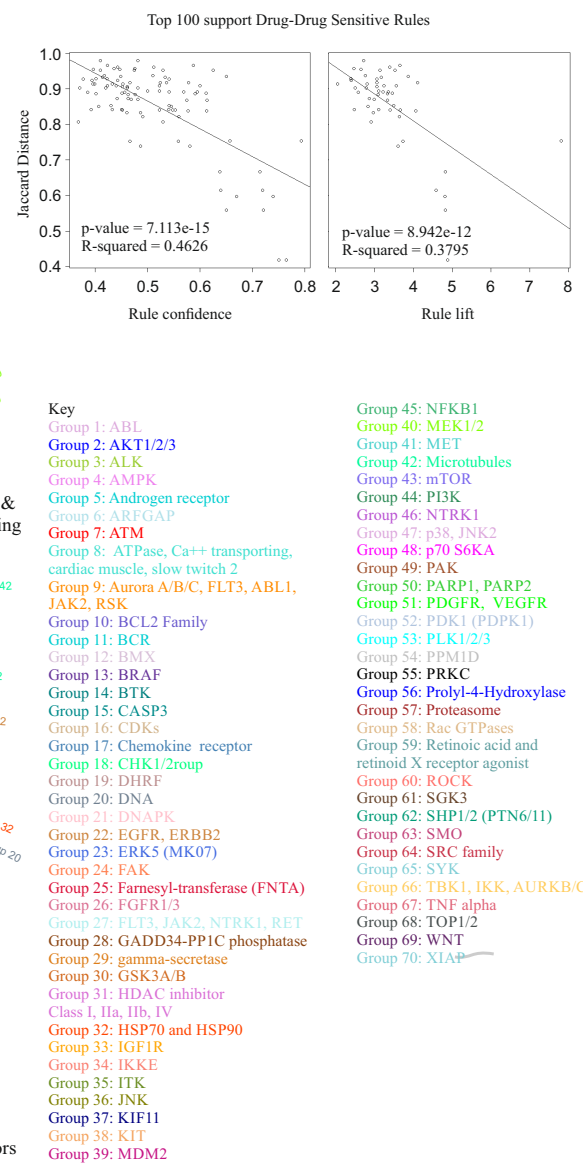 Top 100 support Drug-Drug Sensitive Rules
Jaccard Distance
1.0
0.9
0.8
0.7
0.6
0.5
0.4
p-value = 7.113e-15
R-squared = 0.4626
0.4 0.5 0.6 0.7 0.8
Rule confidence
p-value = 8.942e-12
R-squared = 0.3795
2 3 4 5 6 7 8
Rule lift
&
ing
42
2
2
32
p 20
ors
Key
Group 1: ABL
Group 2: AKT1/2/3
Group 3: ALK
Group 4: AMPK
Group 5: Androgen receptor
Group 6: ARFGAP
Group 7: ATM
Group 8: ATPase, Ca++ transporting,
cardiac muscle, slow twitch 2
Group 9: Aurora A/B/C, FLT3, ABL1,
JAK2, RSK
Group 10: BCL2 Family
Group 11: BCR
Group 12: BMX
Group 13: BRAF
Group 14: BTK
Group 15: CASP3
Group 16: CDKs
Group 17: Chemokine receptor
Group 18: CHK1/2roup
Group 19: DHRF
Group 20: DNA
Group 21: DNAPK
Group 22: EGFR, ERBB2
Group 23: ERK5 (MK07)
Group 24: FAK
Group 25: Farnesyl-transferase (FNTA)
Group 26: FGFR1/3
Group 27: FLT3, JAK2, NTRK1, RET
Group 28: GADD34-PP1C phosphatase
Group 29: gamma-secretase
Group 30: GSK3A/B
Group 31: HDAC inhibitor
Class I, IIa, IIb, IV
Group 32: HSP70 and HSP90
Group 33: IGF1R
Group 34: IKKE
Group 35: ITK
Group 36: JNK
Group 37: KIF11
Group 38: KIT
Group 39: MDM2
Group 45: NFKB1
Group 40: MEK1/2
Group 41: MET
Group 42: Microtubules
Group 43: mTOR
Group 44: PI3K
Group 46: NTRK1
Group 47: p38, JNK2
Group 48: p70 S6KA
Group 49: PAK
Group 50: PARP1, PARP2
Group 51: PDGFR, VEGFR
Group 52: PDK1 (PDPK1)
Group 53: PLK1/2/3
Group 54: PPM1D
Group 55: PRKC
Group 56: Prolyl-4-Hydroxylase
Group 57: Proteasome
Group 58: Rac GTPases
Group 59: Retinoic acid and
retinoid X receptor agonist
Group 60: ROCK
Group 61: SGK3
Group 62: SHP1/2 (PTN6/11)
Group 63: SMO
Group 64: SRC family
Group 65: SYK
Group 66: TBK1, IKK, AURKB/C
Group 67: TNF alpha
Group 68: TOP1/2
Group 69: WNT
Group 70: XIAP